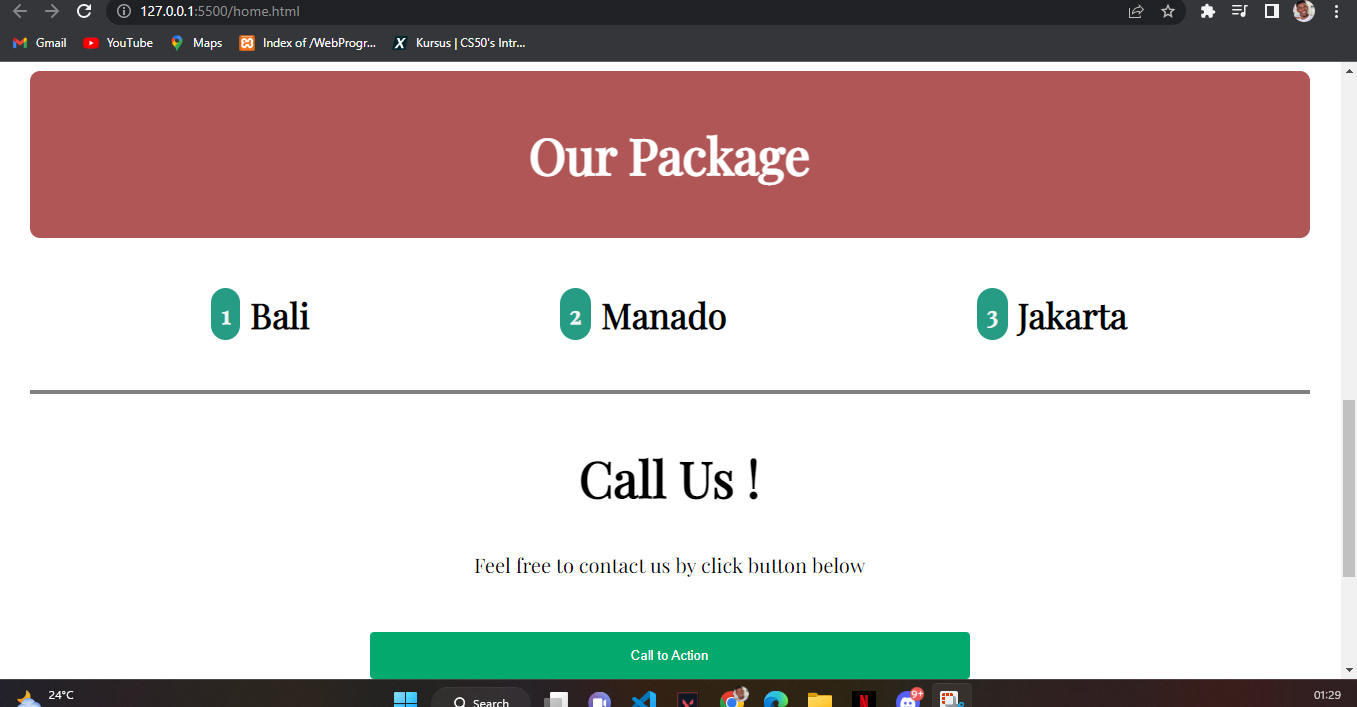 127.0.0.1:5500/home.html
Gmail YouTube Maps Index of /WebProgr... X Kursus | CS50's Intr...
Our Package
1 Bali 2 Manado 3 Jakarta
Call Us !
Feel free to contact us by click button below
Call to Action
24°C Search N 9+ 01:29